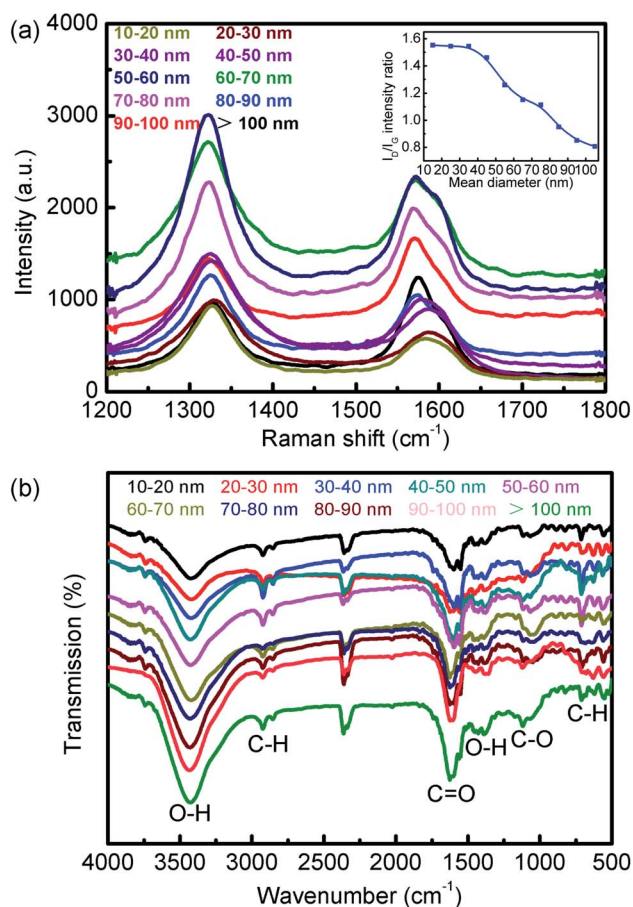 (a)
10-20 nm 20-30 nm
30-40 nm 40-50 nm
50-60 nm 60-70 nm
70-80 nm 80-90 nm
90-100 nm > 100 nm
4000
3000
2000
1000
0
Intensity (a.u.)
1200 1300 1400 1500 1600 1700 1800
Raman shift (cm-1)
1.6
1.4
1.2
1.0
0.8
ID/IG intensity ratio
10 20 30 40 50 60 70 80 90 100
Mean diameter (nm)
(b)
10-20 nm 20-30 nm 30-40 nm 40-50 nm 50-60 nm
60-70 nm 70-80 nm 80-90 nm 90-100 nm > 100 nm
Transmission (%)
O-H
C-H
C=O
O-H
C-O
C-H
4000 3500 3000 2500 2000 1500 1000 500
Wavenumber (cm-1)